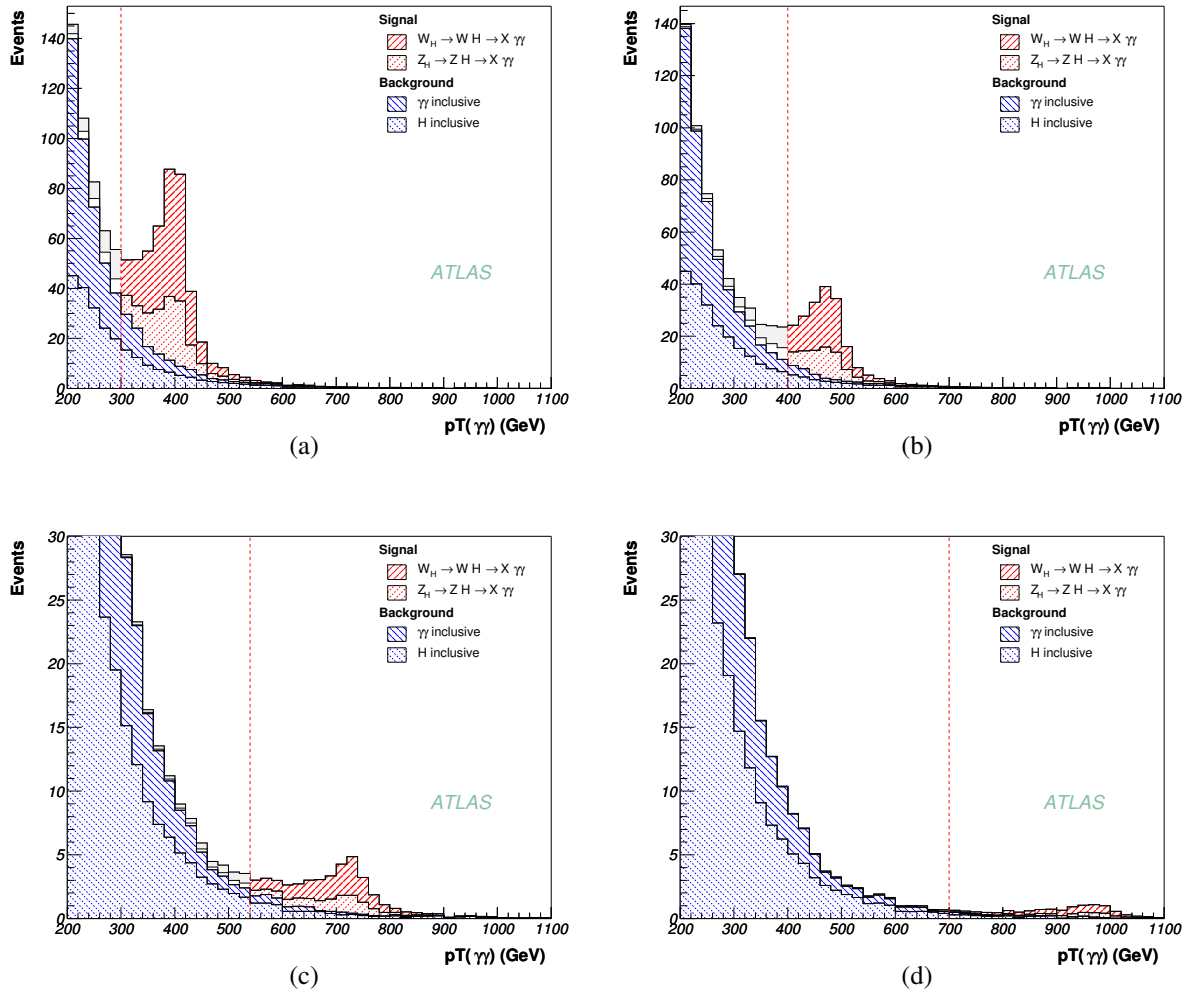 Events
140
120
100
80
60
40
20
0
200 300 400 500 600 700 800 900 1000 1100
pT(γγ) (GeV)
Signal
W_H → W H → X γγ
Z_H → Z H → X γγ
Background
γγ inclusive
H inclusive
ATLAS
(a)
Events
140
120
100
80
60
40
20
0
200 300 400 500 600 700 800 900 1000 1100
pT(γγ) (GeV)
Signal
W_H → W H → X γγ
Z_H → Z H → X γγ
Background
γγ inclusive
H inclusive
ATLAS
(b)
Events
30
25
20
15
10
5
0
200 300 400 500 600 700 800 900 1000 1100
pT(γγ) (GeV)
Signal
W_H → W H → X γγ
Z_H → Z H → X γγ
Background
γγ inclusive
H inclusive
ATLAS
(c)
Events
30
25
20
15
10
5
0
200 300 400 500 600 700 800 900 1000 1100
pT(γγ) (GeV)
Signal
W_H → W H → X γγ
Z_H → Z H → X γγ
Background
γγ inclusive
H inclusive
ATLAS
(d)